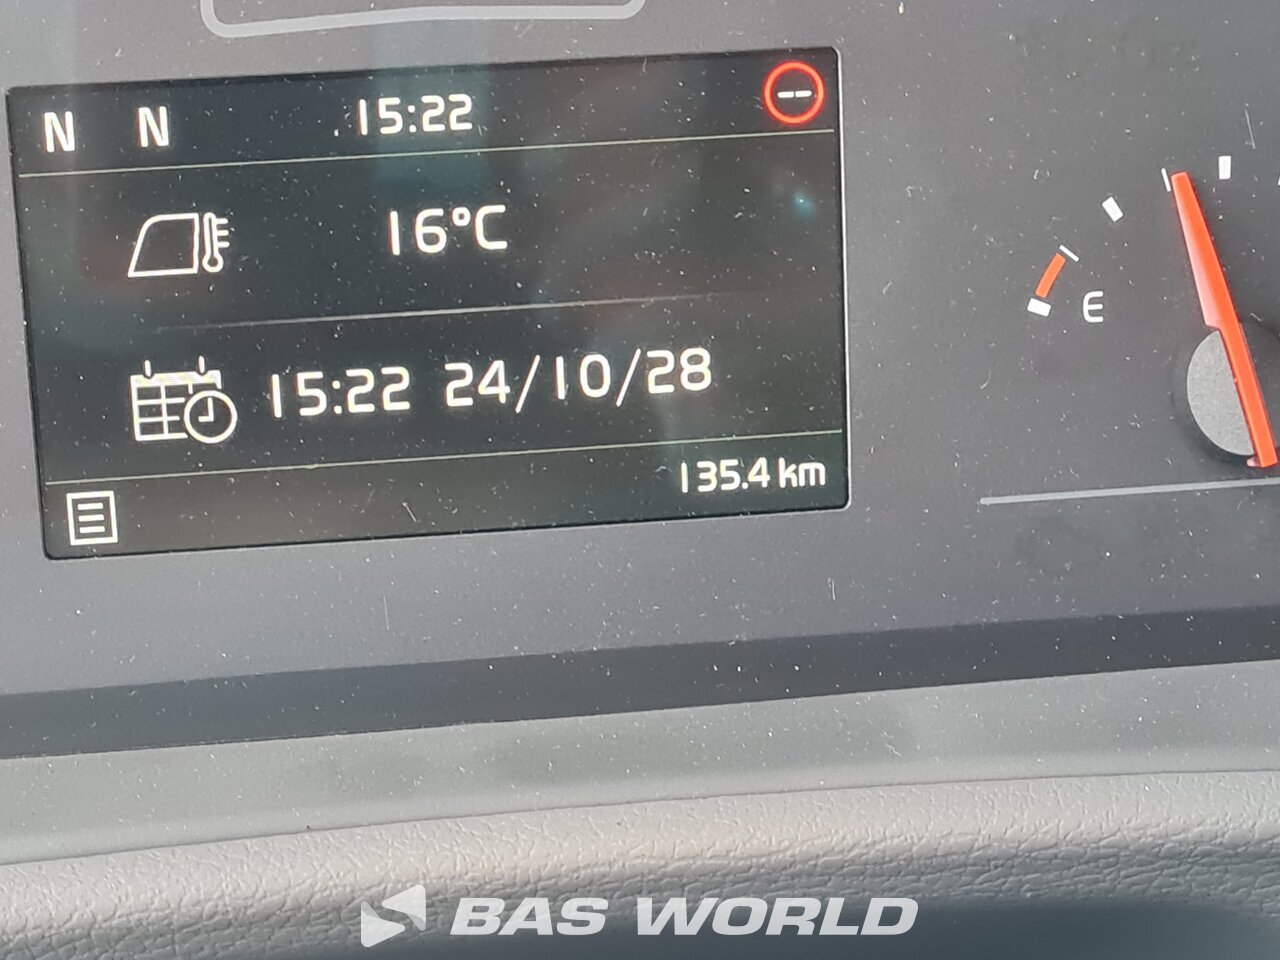 N N 15:22 --
16°C
15:22 24/10/28
135.4 km
E
BAS WORLD